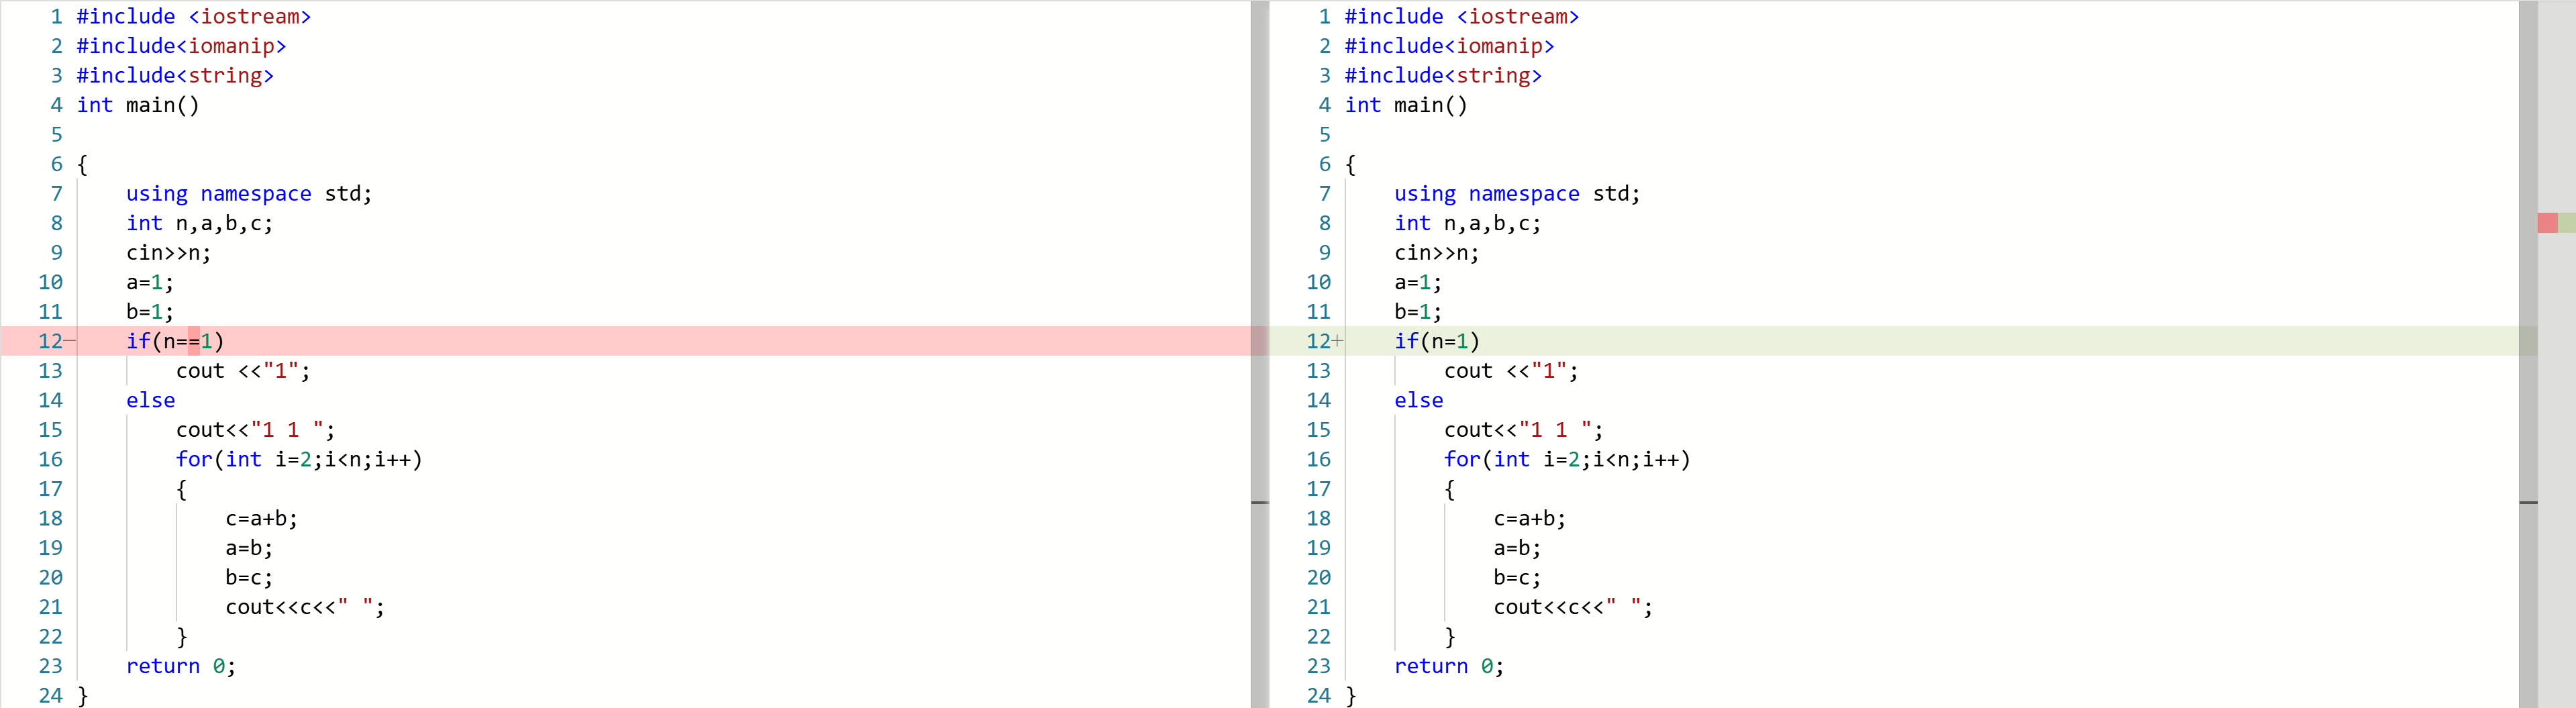 1 #include <iostream>
2 #include<iomanip>
3 #include<string>
4 int main()
5
6 {
7     using namespace std;
8     int n,a,b,c;
9     cin>>n;
10     a=1;
11     b=1;
12−     if(n==1)
13         cout <<"1";
14     else
15         cout<<"1 1 ";
16         for(int i=2;i<n;i++)
17         {
18             c=a+b;
19             a=b;
20             b=c;
21             cout<<c<<" ";
22         }
23     return 0;
24 }
1 #include <iostream>
2 #include<iomanip>
3 #include<string>
4 int main()
5
6 {
7     using namespace std;
8     int n,a,b,c;
9     cin>>n;
10     a=1;
11     b=1;
12+     if(n=1)
13         cout <<"1";
14     else
15         cout<<"1 1 ";
16         for(int i=2;i<n;i++)
17         {
18             c=a+b;
19             a=b;
20             b=c;
21             cout<<c<<" ";
22         }
23     return 0;
24 }